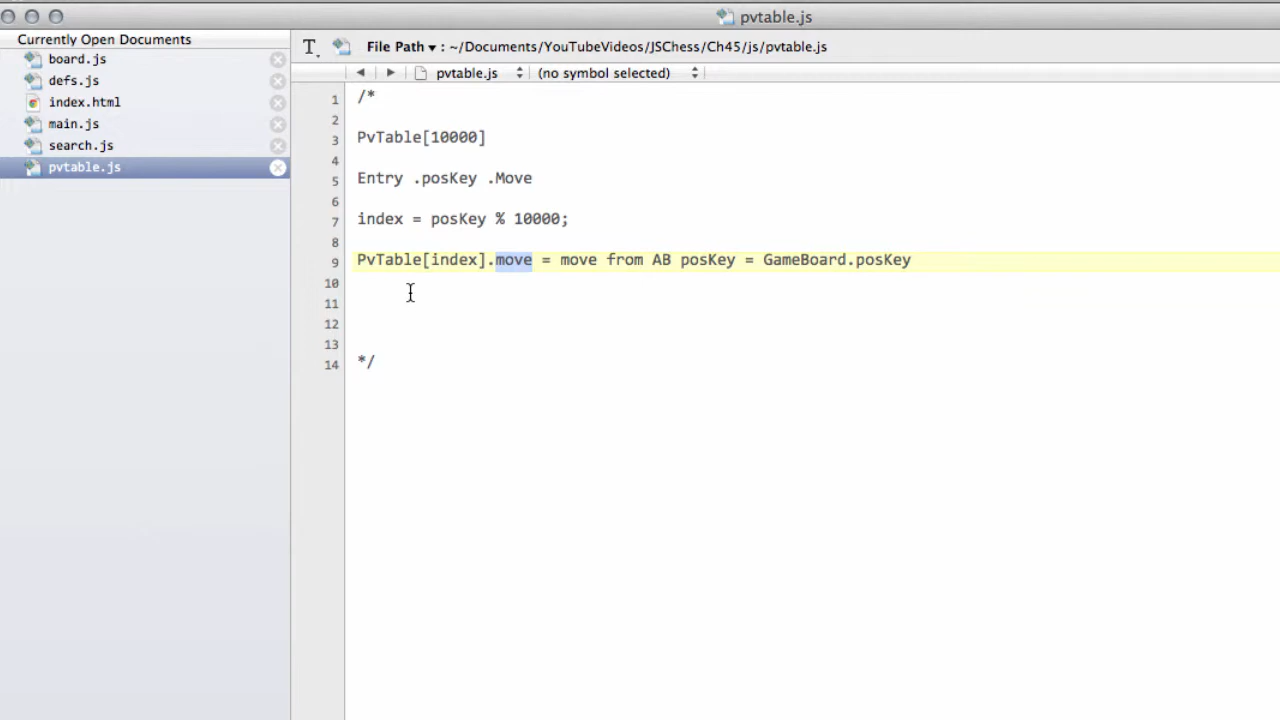 pvtable.js
Currently Open Documents
board.js
defs.js
index.html
main.js
search.js
pvtable.js
T File Path ▾ : ~/Documents/YouTubeVideos/JSChess/Ch45/js/pvtable.js
pvtable.js (no symbol selected)
1 /*
2
3 PvTable[10000]
4
5 Entry .posKey .Move
6
7 index = posKey % 10000;
8
9 PvTable[index].move = move from AB posKey = GameBoard.posKey
10
11
12
13
14 */